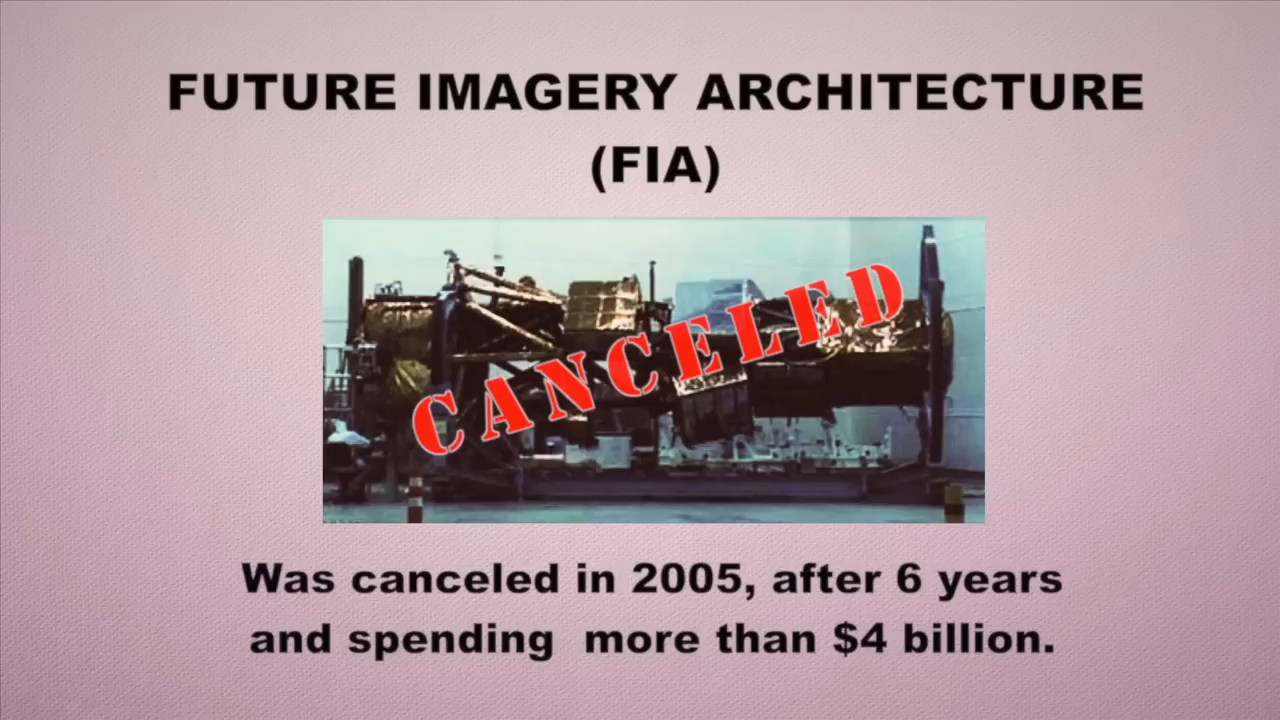 FUTURE IMAGERY ARCHITECTURE
(FIA)
CANCELED
Was canceled in 2005, after 6 years
and spending  more than $4 billion.